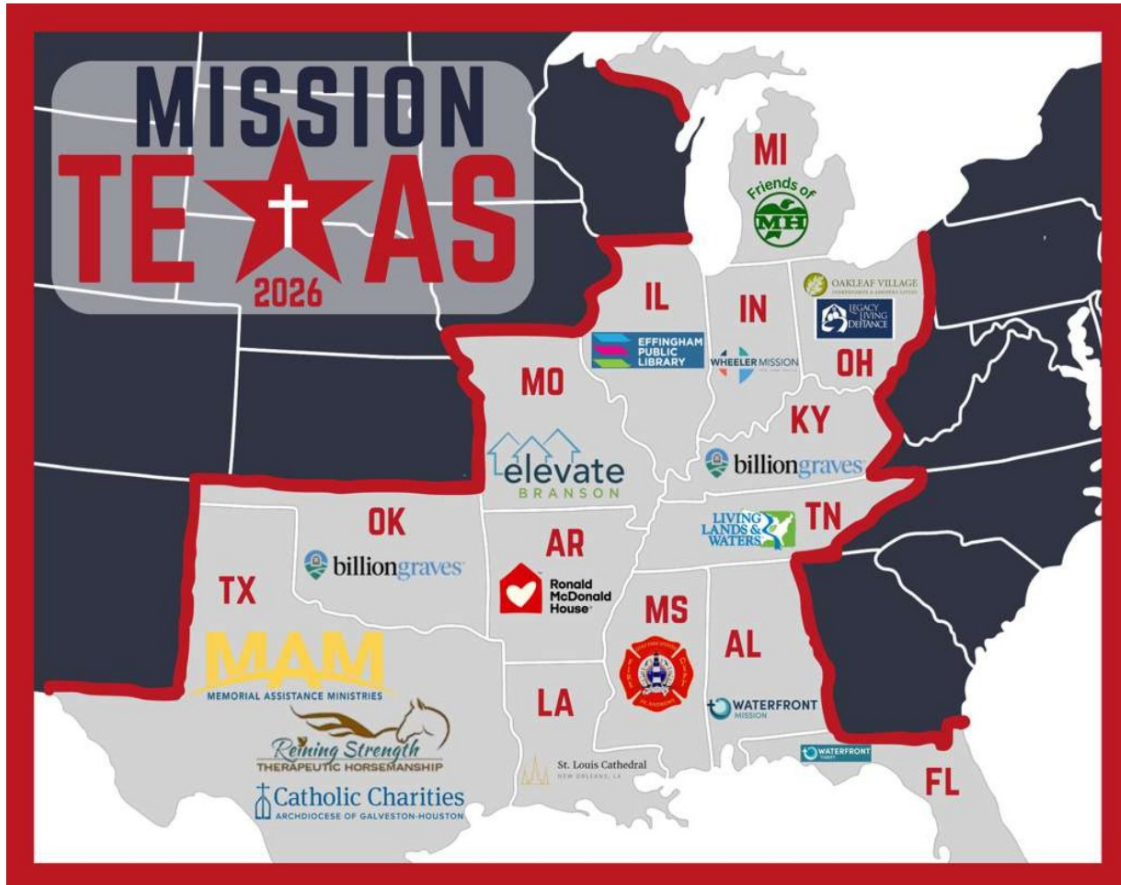 MISSION
TEXAS
2026
MI
Friends of
MH
IL
EFFINGHAM
PUBLIC
LIBRARY
IN
WHEELER MISSION
OAKLEAF VILLAGE
LEGACY
LIVING
DEFIANCE
OH
MO
elevate
BRANSON
KY
billiongraves
LIVING
LANDS &
WATERS
TN
OK
billiongraves
AR
Ronald
McDonald
House
TX
MAM
MEMORIAL ASSISTANCE MINISTRIES
Reining Strength
THERAPEUTIC HORSEMANSHIP
Catholic Charities
ARCHDIOCESE OF GALVESTON-HOUSTON
LA
St. Louis Cathedral
NEW ORLEANS, LA
MS
FIRE
CITY
AL
WATERFRONT
MISSION
WATERFRONT
FL